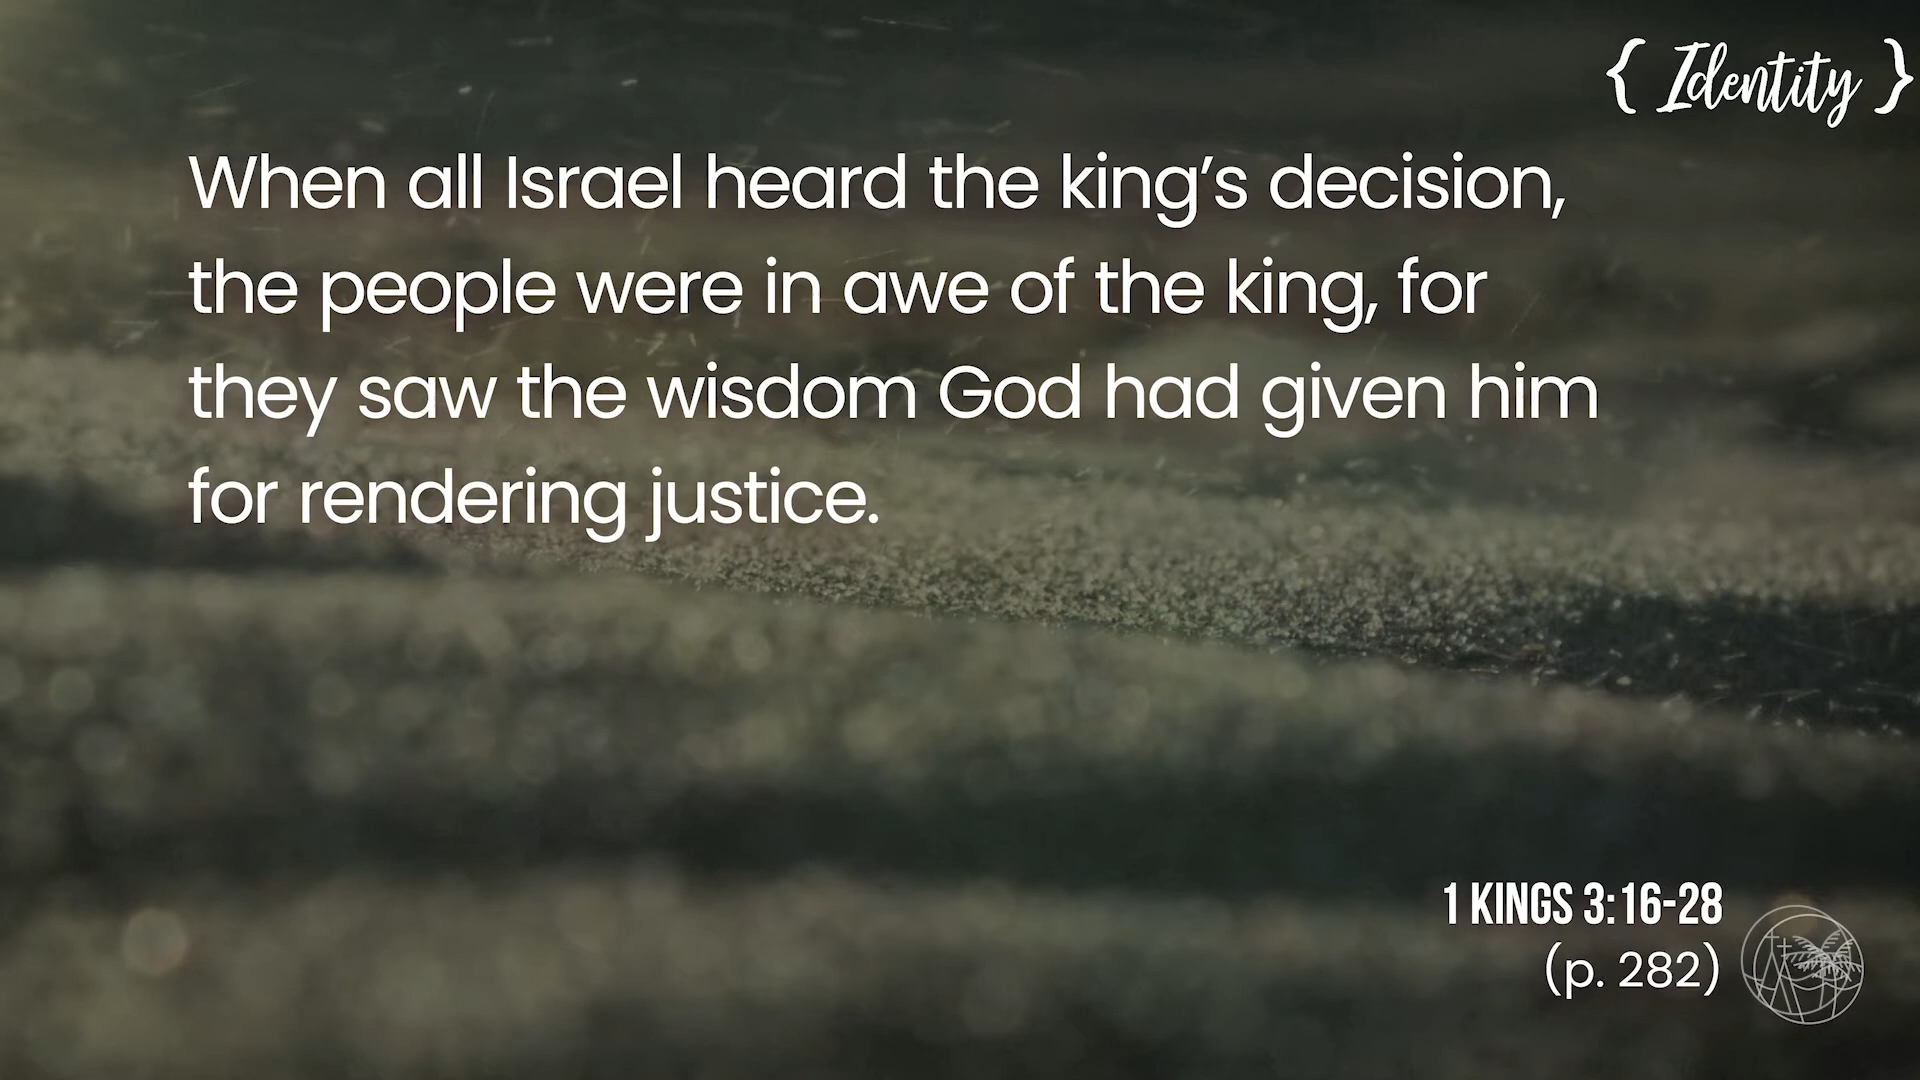 { Identity }
When all Israel heard the king’s decision,
the people were in awe of the king, for
they saw the wisdom God had given him
for rendering justice.
1 KINGS 3:16-28
(p. 282)